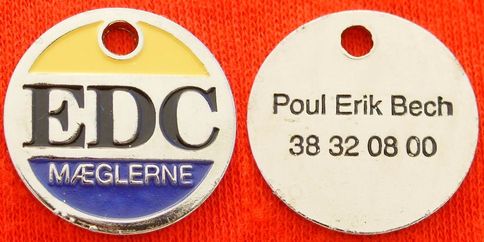 EDC
MÆGLERNE
Poul Erik Bech
38 32 08 00